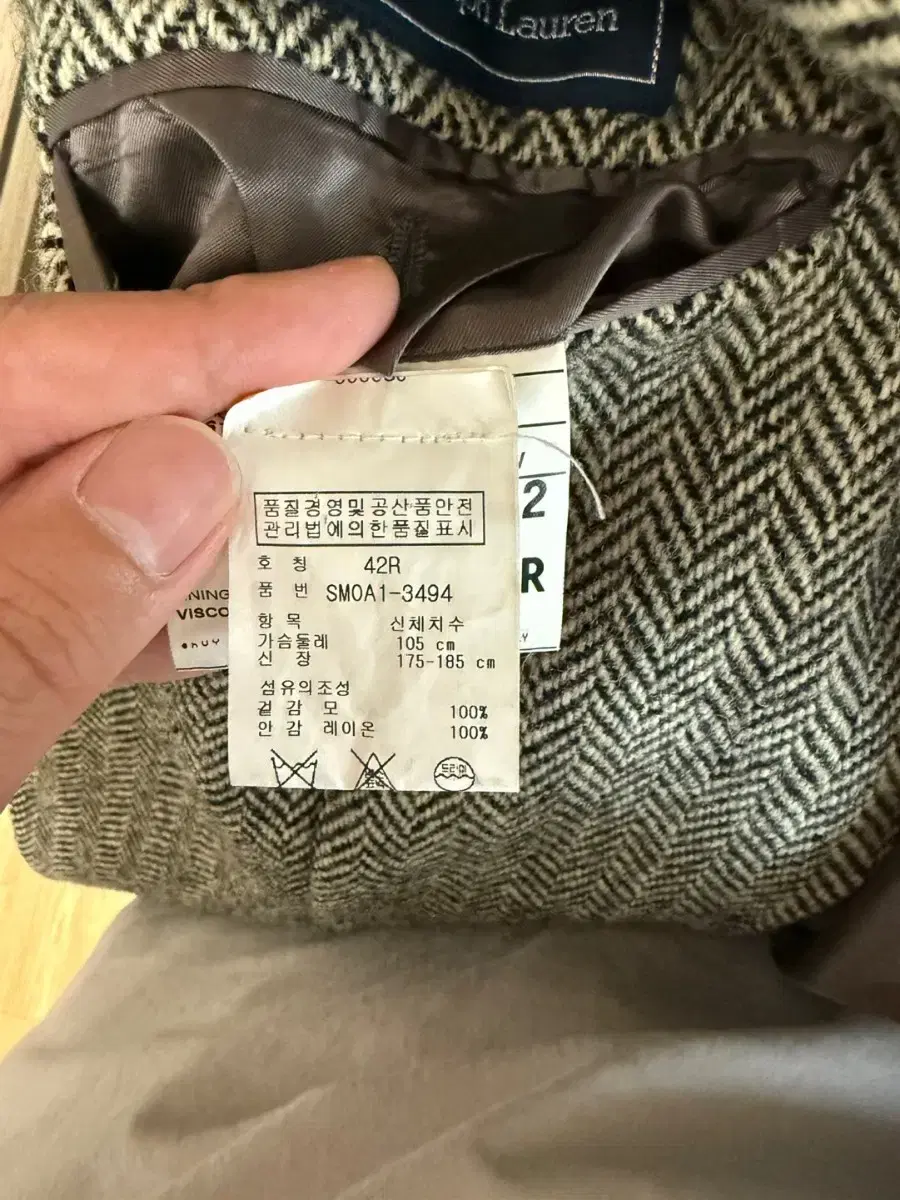 Lauren
품질경영및공산품안전
관리법에의한품질표시
호 칭 42R
품 번 SM0A1-3494
항 목 신체치수
가슴둘레 105 cm
신 장 175-185 cm
섬유의조성
겉 감 모 100%
안 감 레이온 100%
드라이
2
R
NING
VISCO